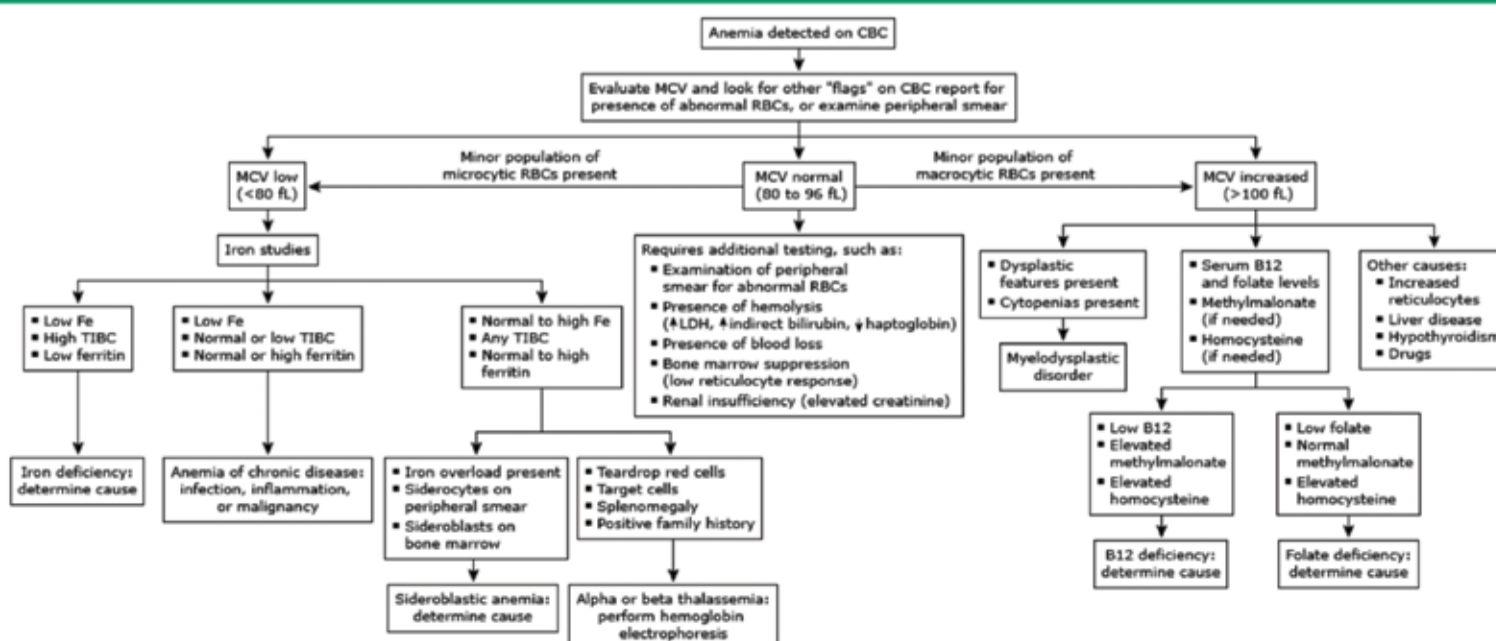 Anemia detected on CBC
Evaluate MCV and look for other "flags" on CBC report for
presence of abnormal RBCs, or examine peripheral smear
Minor population of
microcytic RBCs present
Minor population of
macrocytic RBCs present
MCV low
(<80 fL)
MCV normal
(80 to 96 fL)
MCV increased
(>100 fL)
Iron studies
Requires additional testing, such as:
▪ Examination of peripheral
smear for abnormal RBCs
▪ Presence of hemolysis
(↑LDH, ↑indirect bilirubin, ↓haptoglobin)
▪ Presence of blood loss
▪ Bone marrow suppression
(low reticulocyte response)
▪ Renal insufficiency (elevated creatinine)
▪ Dysplastic
features present
▪ Cytopenias present
▪ Serum B12
and folate levels
▪ Methylmalonate
(if needed)
▪ Homocysteine
(if needed)
Other causes:
▪ Increased
reticulocytes
▪ Liver disease
▪ Hypothyroidism
▪ Drugs
▪ Low Fe
▪ High TIBC
▪ Low ferritin
▪ Low Fe
▪ Normal or low TIBC
▪ Normal or high ferritin
▪ Normal to high Fe
▪ Any TIBC
▪ Normal to high
ferritin
Myelodysplastic
disorder
▪ Low B12
▪ Elevated
methylmalonate
▪ Elevated
homocysteine
▪ Low folate
▪ Normal
methylmalonate
▪ Elevated
homocysteine
Iron deficiency:
determine cause
Anemia of chronic disease:
infection, inflammation,
or malignancy
▪ Iron overload present
▪ Siderocytes on
peripheral smear
▪ Sideroblasts on
bone marrow
▪ Teardrop red cells
▪ Target cells
▪ Splenomegaly
▪ Positive family history
B12 deficiency:
determine cause
Folate deficiency:
determine cause
Sideroblastic anemia:
determine cause
Alpha or beta thalassemia:
perform hemoglobin
electrophoresis